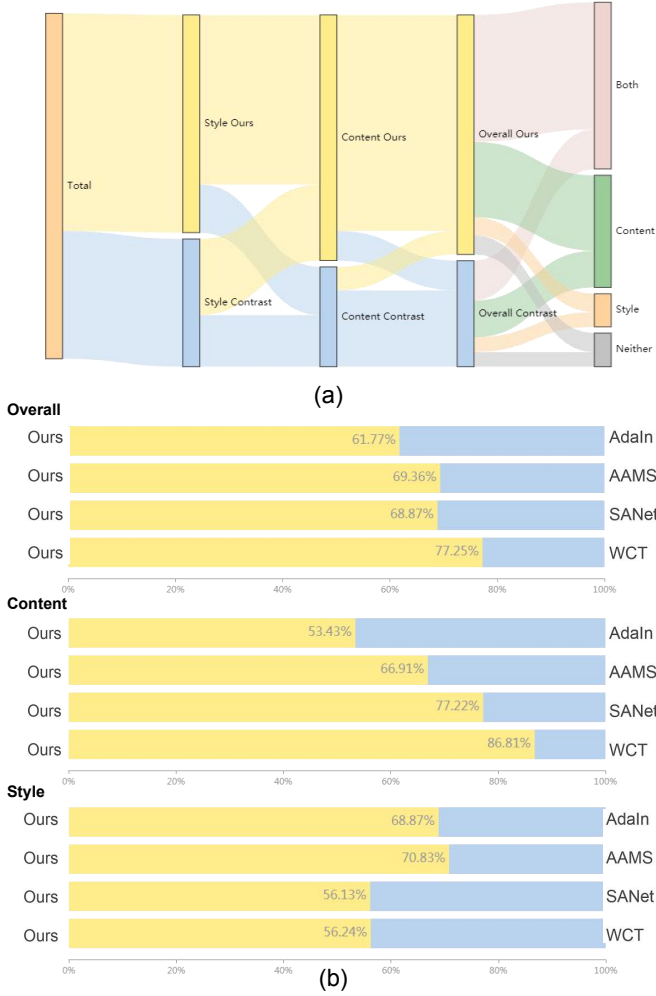 Total
Style Ours
Style Contrast
Content Ours
Content Contrast
Overall Ours
Overall Contrast
Both
Content
Style
Neither
(a)
Overall
Ours 61.77% AdaIn
Ours 69.36% AAMS
Ours 68.87% SANet
Ours 77.25% WCT
0% 20% 40% 60% 80% 100%
Content
Ours 53.43% AdaIn
Ours 66.91% AAMS
Ours 77.22% SANet
Ours 86.81% WCT
0% 20% 40% 60% 80% 100%
Style
Ours 68.87% AdaIn
Ours 70.83% AAMS
Ours 56.13% SANet
Ours 56.24% WCT
0% 20% 40% 60% 80% 100%
(b)